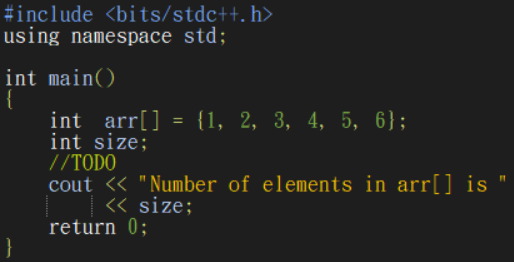 #include <bits/stdc++.h>
using namespace std;

int main()
{
    int  arr[] = {1, 2, 3, 4, 5, 6};
    int size;
    //TODO
    cout << "Number of elements in arr[] is "
         << size;
    return 0;
}